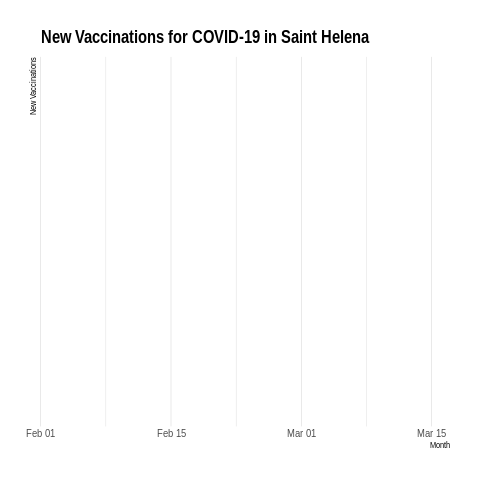 New Vaccinations for COVID-19 in Saint Helena
New Vaccinations
Feb 01 Feb 15 Mar 01 Mar 15
Month